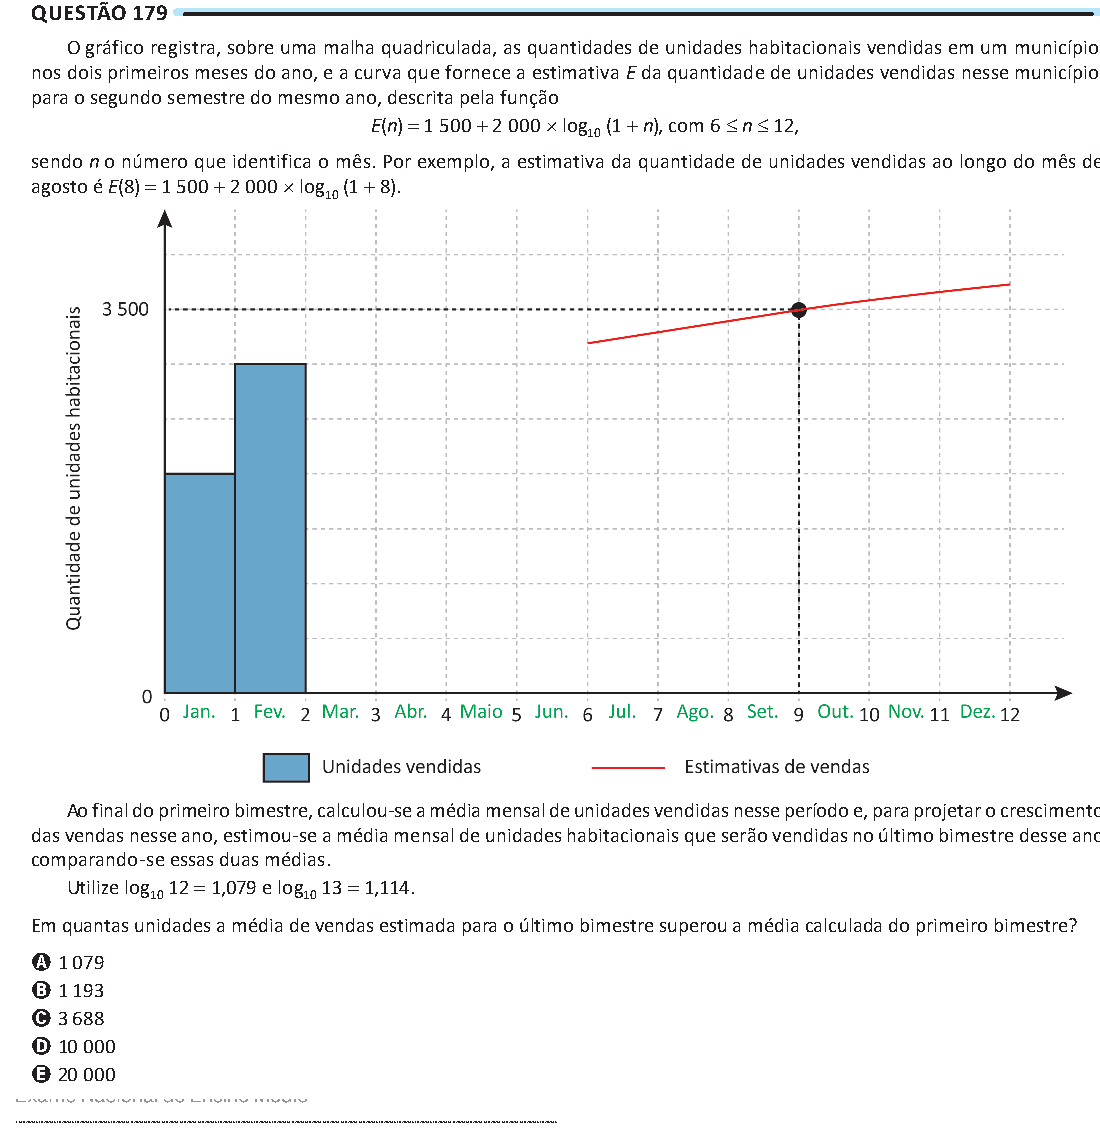 QUESTÃO 179
O gráfico registra, sobre uma malha quadriculada, as quantidades de unidades habitacionais vendidas em um município
nos dois primeiros meses do ano, e a curva que fornece a estimativa E da quantidade de unidades vendidas nesse município
para o segundo semestre do mesmo ano, descrita pela função
E(n) = 1 500 + 2 000 × log₁₀ (1 + n), com 6 ≤ n ≤ 12,
sendo n o número que identifica o mês. Por exemplo, a estimativa da quantidade de unidades vendidas ao longo do mês de
agosto é E(8) = 1 500 + 2 000 × log₁₀ (1 + 8).
Quantidade de unidades habitacionais
3 500
0
0 Jan. 1 Fev. 2 Mar. 3 Abr. 4 Maio 5 Jun. 6 Jul. 7 Ago. 8 Set. 9 Out. 10 Nov. 11 Dez. 12
Unidades vendidas Estimativas de vendas
Ao final do primeiro bimestre, calculou-se a média mensal de unidades vendidas nesse período e, para projetar o crescimento
das vendas nesse ano, estimou-se a média mensal de unidades habitacionais que serão vendidas no último bimestre desse ano
comparando-se essas duas médias.
Utilize log₁₀ 12 = 1,079 e log₁₀ 13 = 1,114.
Em quantas unidades a média de vendas estimada para o último bimestre superou a média calculada do primeiro bimestre?
A 1 079
B 1 193
C 3 688
D 10 000
E 20 000